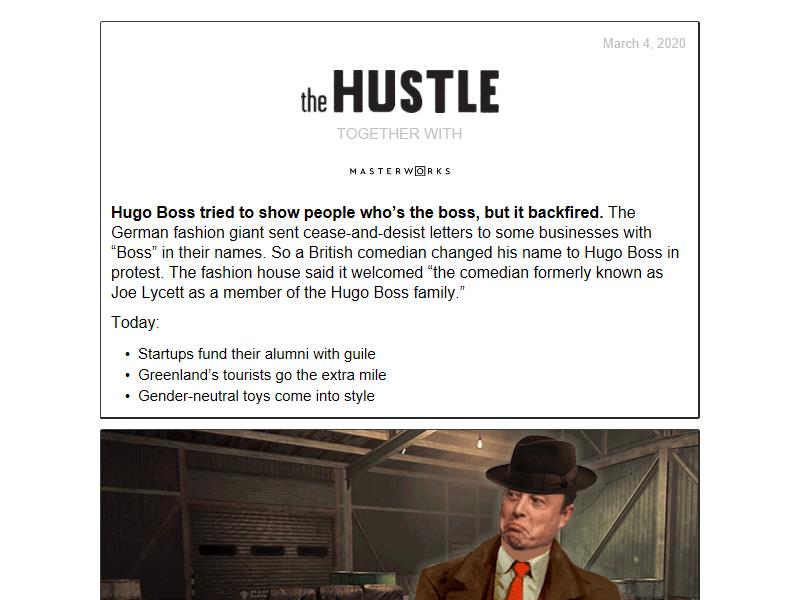 March 4, 2020
the HUSTLE
TOGETHER WITH
MASTERWORKS
Hugo Boss tried to show people who’s the boss, but it backfired. The
German fashion giant sent cease-and-desist letters to some businesses with
“Boss” in their names. So a British comedian changed his name to Hugo Boss in
protest. The fashion house said it welcomed “the comedian formerly known as
Joe Lycett as a member of the Hugo Boss family.”
Today:
• Startups fund their alumni with guile
• Greenland’s tourists go the extra mile
• Gender-neutral toys come into style